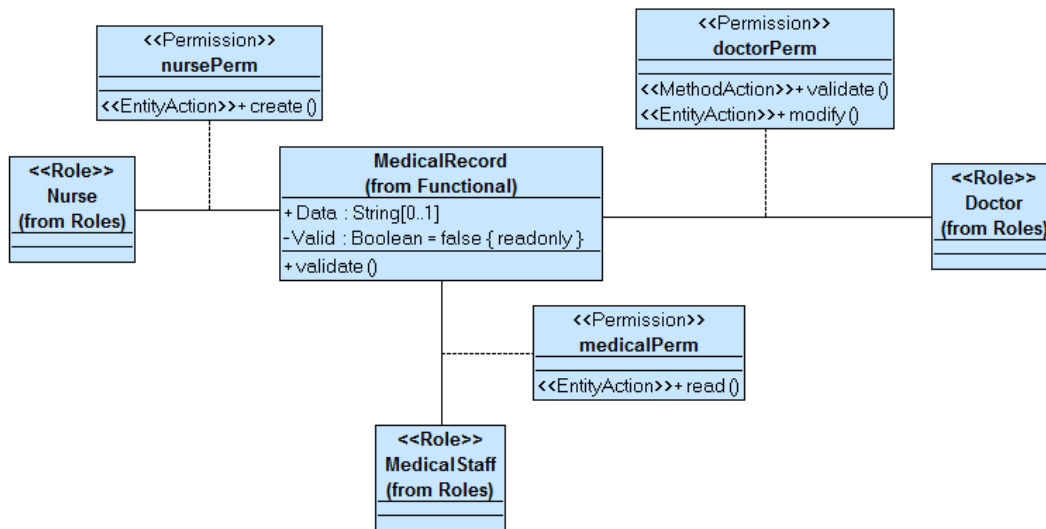 <<Permission>>
nursePerm
<<EntityAction>>+ create ()
<<Permission>>
doctorPerm
<<MethodAction>>+ validate ()
<<EntityAction>>+ modify ()
<<Role>>
Nurse
(from Roles)
MedicalRecord
(from Functional)
+ Data : String[0..1]
- Valid : Boolean = false { readonly }
+ validate ()
<<Role>>
Doctor
(from Roles)
<<Permission>>
medicalPerm
<<EntityAction>>+ read ()
<<Role>>
MedicalStaff
(from Roles)